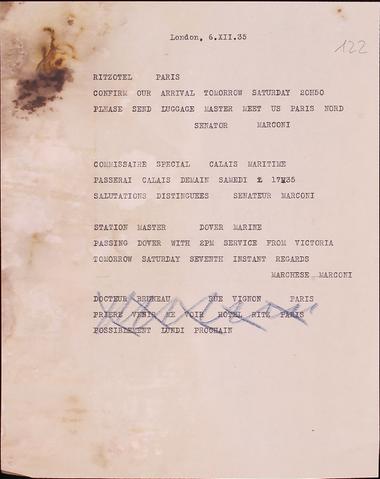 London, 6.XII.35
122
RITZOTEL PARIS
CONFIRM OUR ARRIVAL TOMORROW SATURDAY 20H50
PLEASE SEND LUGGAGE MASTER MEET US PARIS NORD
SENATOR MARCONI
COMMISSAIRE SPECIAL CALAIS MARITIME
PASSERAI CALAIS DEMAIN SAMEDI 17H35
SALUTATIONS DISTINGUEES SENATEUR MARCONI
STATION MASTER DOVER MARINE
PASSING DOVER WITH 2PM SERVICE FROM VICTORIA
TOMORROW SATURDAY SEVENTH INSTANT REGARDS
MARCHESE MARCONI
DOCTEUR BRUNEAU RUE VIGNON PARIS
PRIERE VENIR ME VOIR HOTEL RITZ PARIS
POSSIBLEMENT LUNDI PROCHAIN